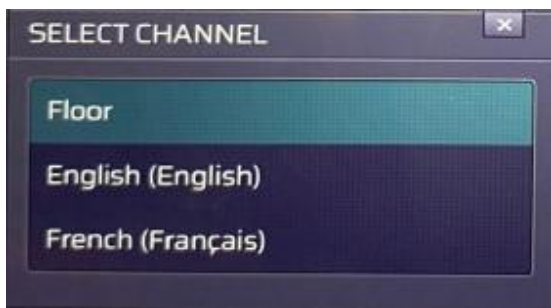 SELECT CHANNEL
Floor
English (English)
French (Français)